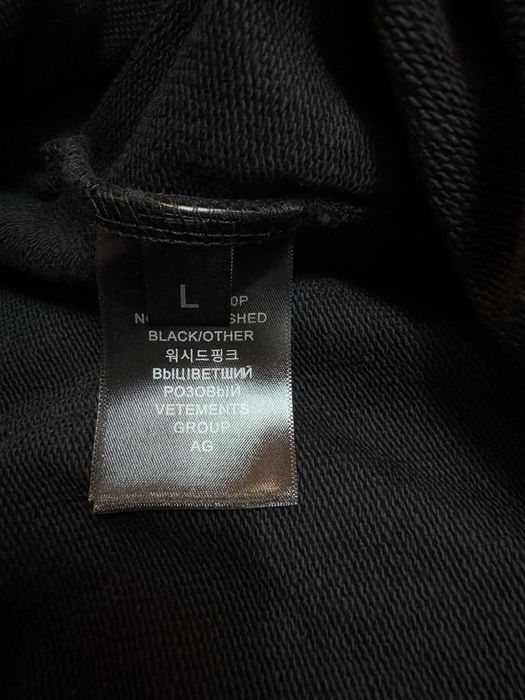 L
BLACK/OTHER
워시드핑크
ВЫЦВЕТШИЙ
РОЗОВЫЙ
VETEMENTS
GROUP
AG